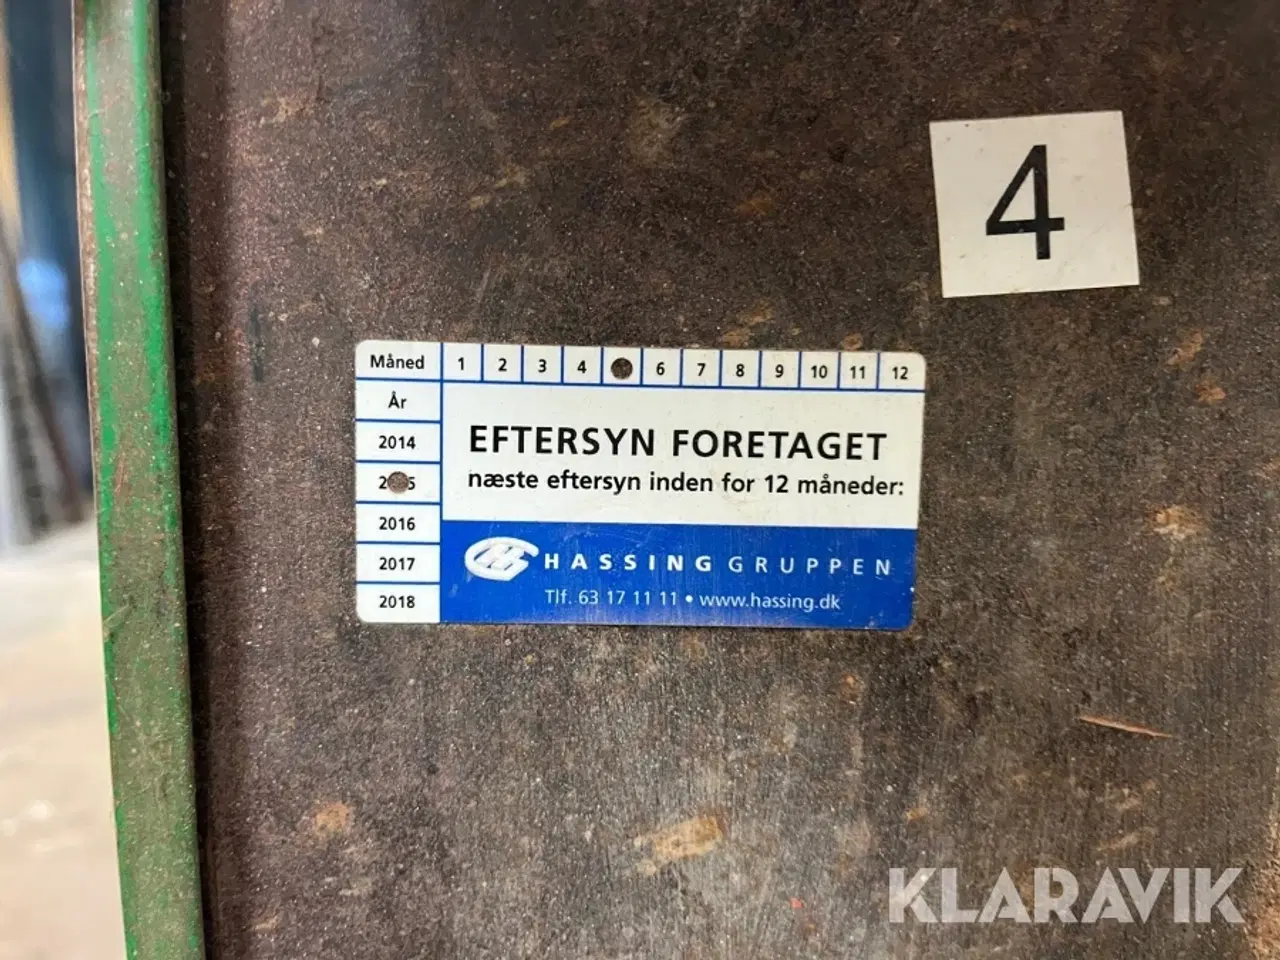 4
Måned 1 2 3 4 6 7 8 9 10 11 12
År
2014
2016
2017
2018
EFTERSYN FORETAGET
næste eftersyn inden for 12 måneder:
HASSING GRUPPEN
Tlf. 63 17 11 11 • www.hassing.dk
KLARAVIK